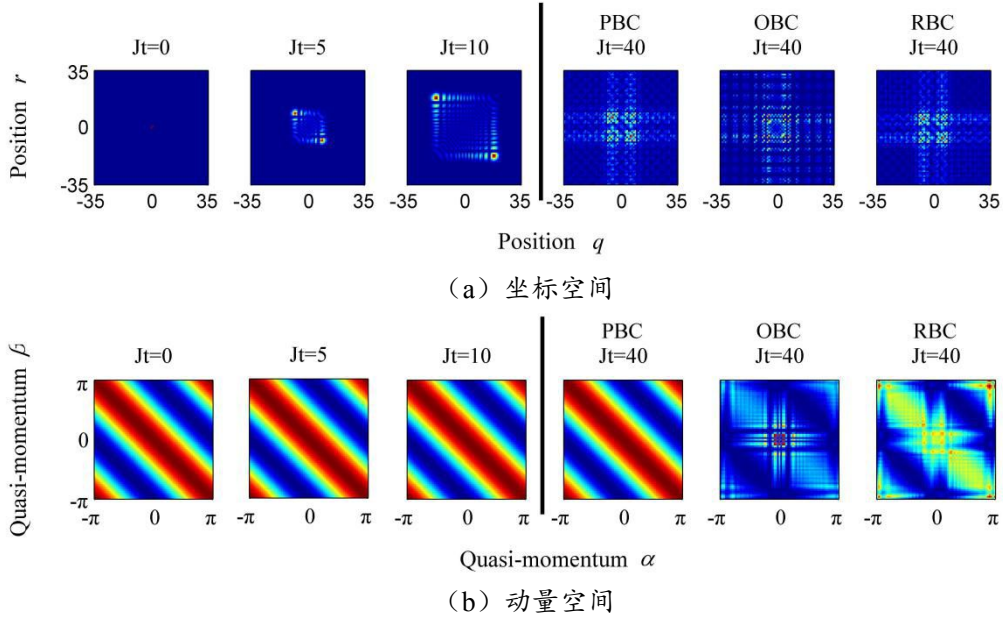 PBC OBC RBC
Jt=0 Jt=5 Jt=10 Jt=40 Jt=40 Jt=40
Position r
35
0
-35
-35 0 35 -35 0 35 -35 0 35 -35 0 35 -35 0 35 -35 0 35
Position q
（a）坐标空间
PBC OBC RBC
Jt=0 Jt=5 Jt=10 Jt=40 Jt=40 Jt=40
Quasi-momentum β
π
0
-π
-π 0 π -π 0 π -π 0 π -π 0 π -π 0 π -π 0 π
Quasi-momentum α
（b）动量空间